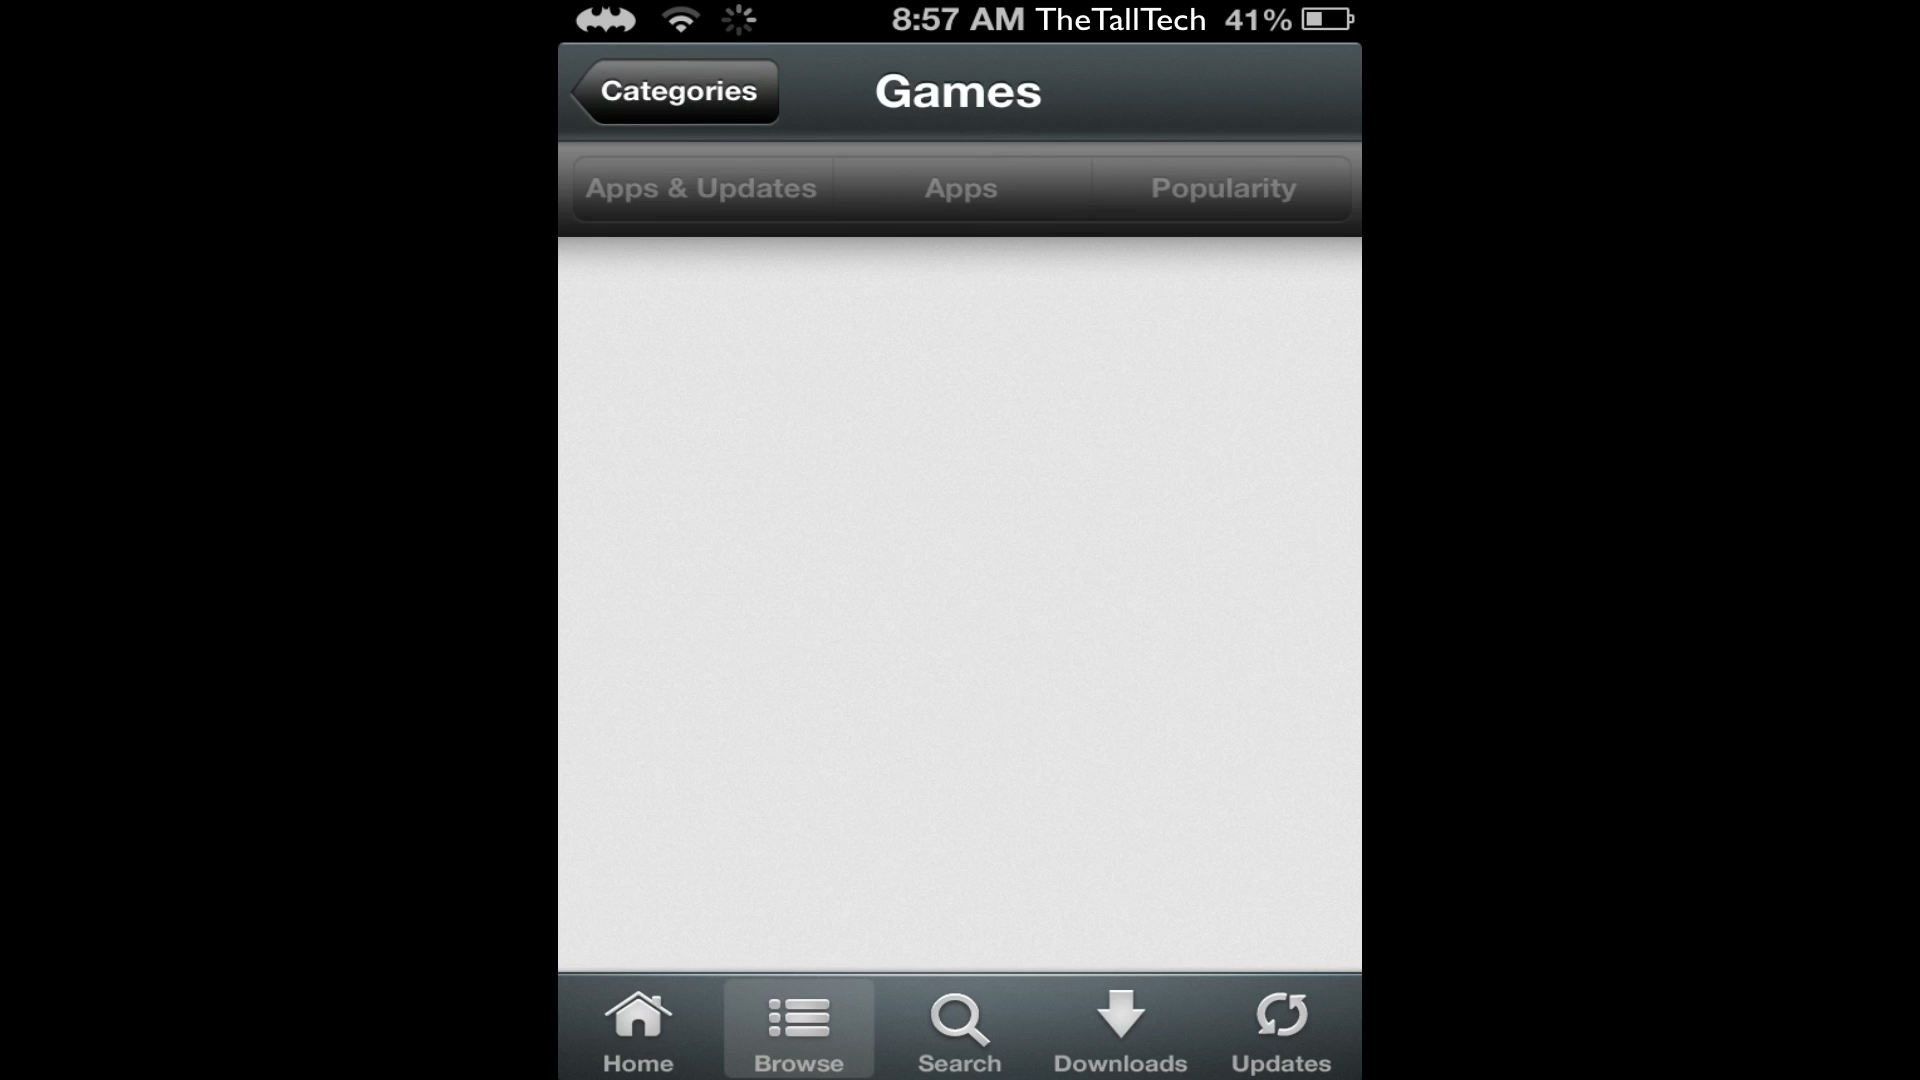 8:57 AM TheTallTech 41%
Categories Games
Apps & Updates Apps Popularity
Home Browse Search Downloads Updates